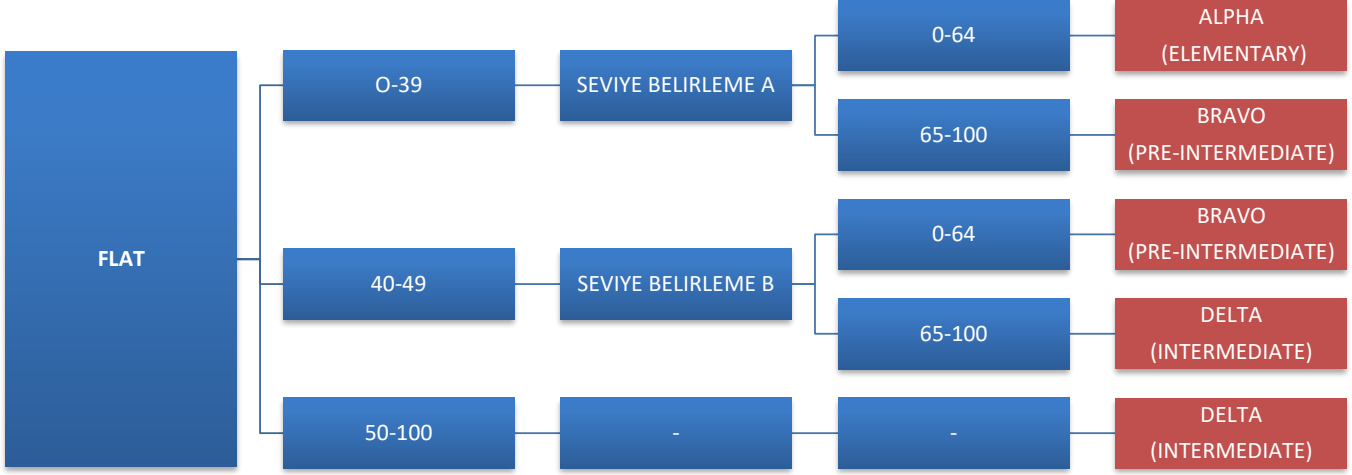 FLAT
O-39
SEVIYE BELIRLEME A
0-64
ALPHA
(ELEMENTARY)
65-100
BRAVO
(PRE-INTERMEDIATE)
40-49
SEVIYE BELIRLEME B
0-64
BRAVO
(PRE-INTERMEDIATE)
65-100
DELTA
(INTERMEDIATE)
50-100
-
-
DELTA
(INTERMEDIATE)